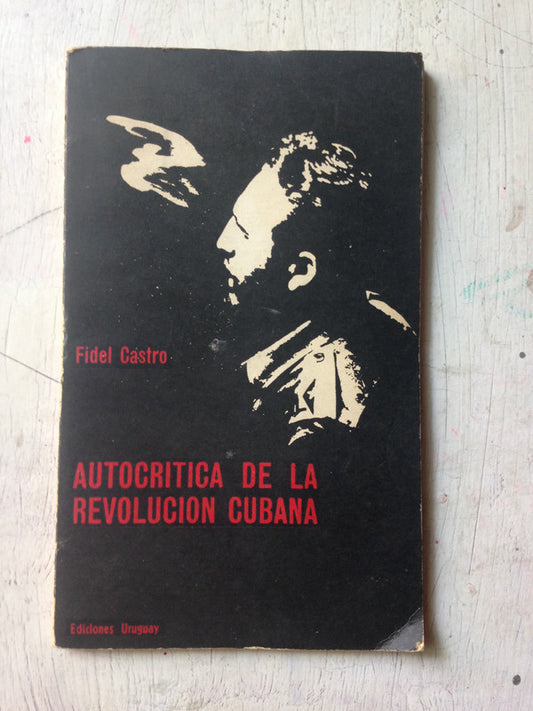 Fidel Castro
AUTOCRITICA DE LA
REVOLUCION CUBANA
Ediciones Uruguay